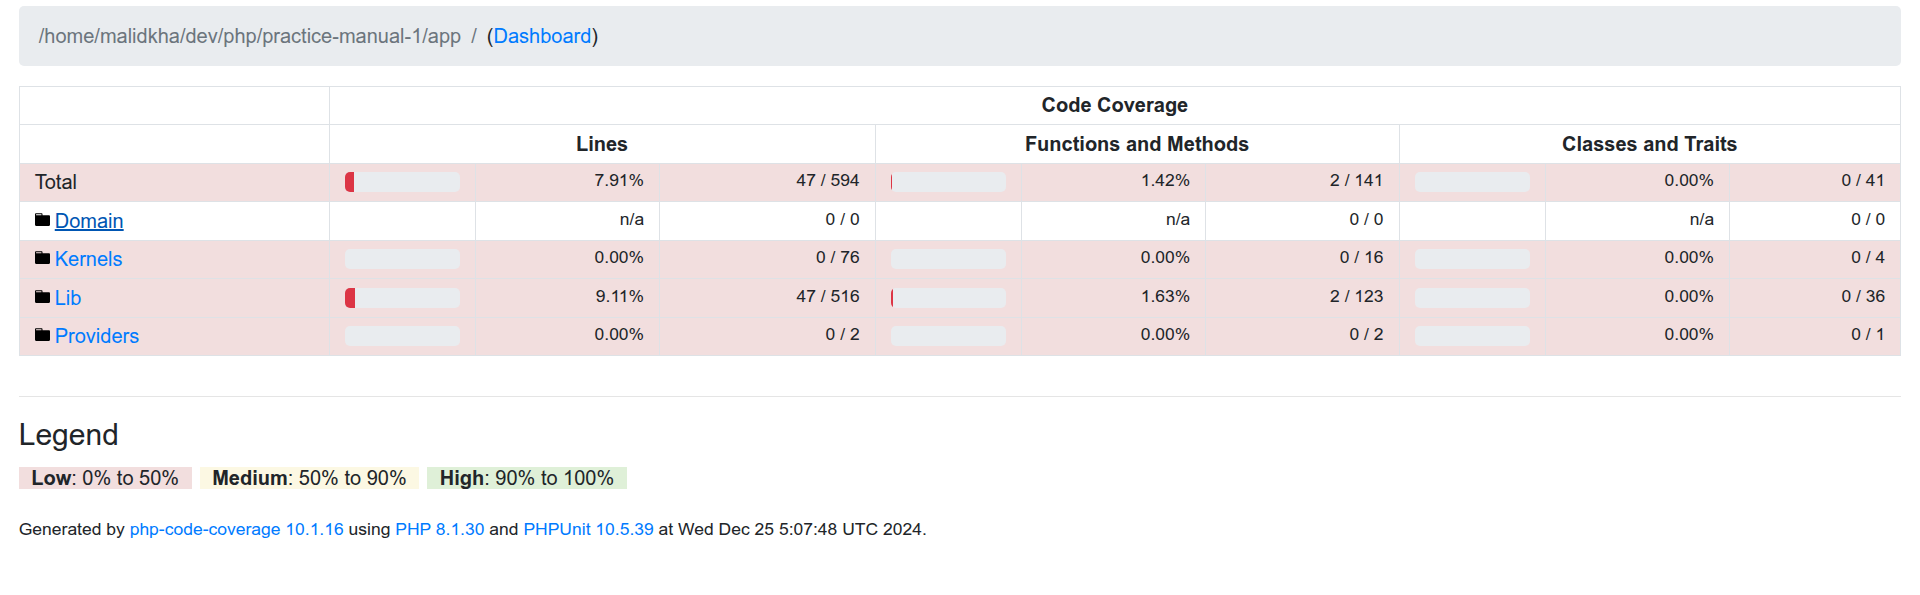 /home/malidkha/dev/php/practice-manual-1/app / (Dashboard)
Code Coverage
Lines Functions and Methods Classes and Traits
Total 7.91% 47 / 594 1.42% 2 / 141 0.00% 0 / 41
Domain n/a 0 / 0 n/a 0 / 0 n/a 0 / 0
Kernels 0.00% 0 / 76 0.00% 0 / 16 0.00% 0 / 4
Lib 9.11% 47 / 516 1.63% 2 / 123 0.00% 0 / 36
Providers 0.00% 0 / 2 0.00% 0 / 2 0.00% 0 / 1
Legend
Low: 0% to 50% Medium: 50% to 90% High: 90% to 100%
Generated by php-code-coverage 10.1.16 using PHP 8.1.30 and PHPUnit 10.5.39 at Wed Dec 25 5:07:48 UTC 2024.